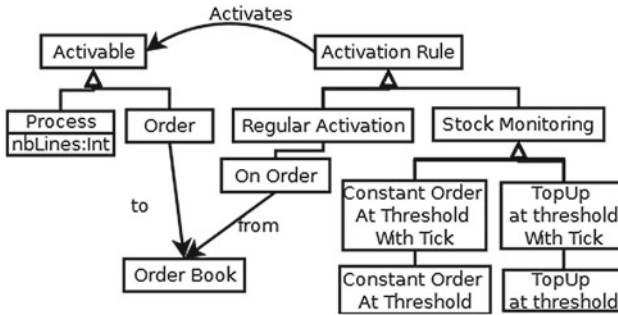 Activates
Activable
Activation Rule
Process
nbLines:Int
Order
Regular Activation
Stock Monitoring
On Order
Constant Order
At Threshold
With Tick
TopUp
at threshold
With Tick
to
from
Order Book
Constant Order
At Threshold
TopUp
at threshold